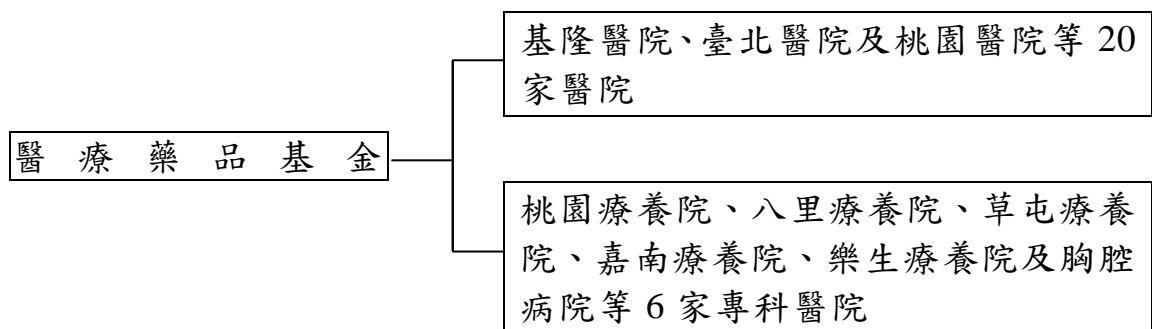 基隆醫院、臺北醫院及桃園醫院等 20
家醫院
醫療藥品基金
桃園療養院、八里療養院、草屯療養
院、嘉南療養院、樂生療養院及胸腔
病院等 6 家專科醫院